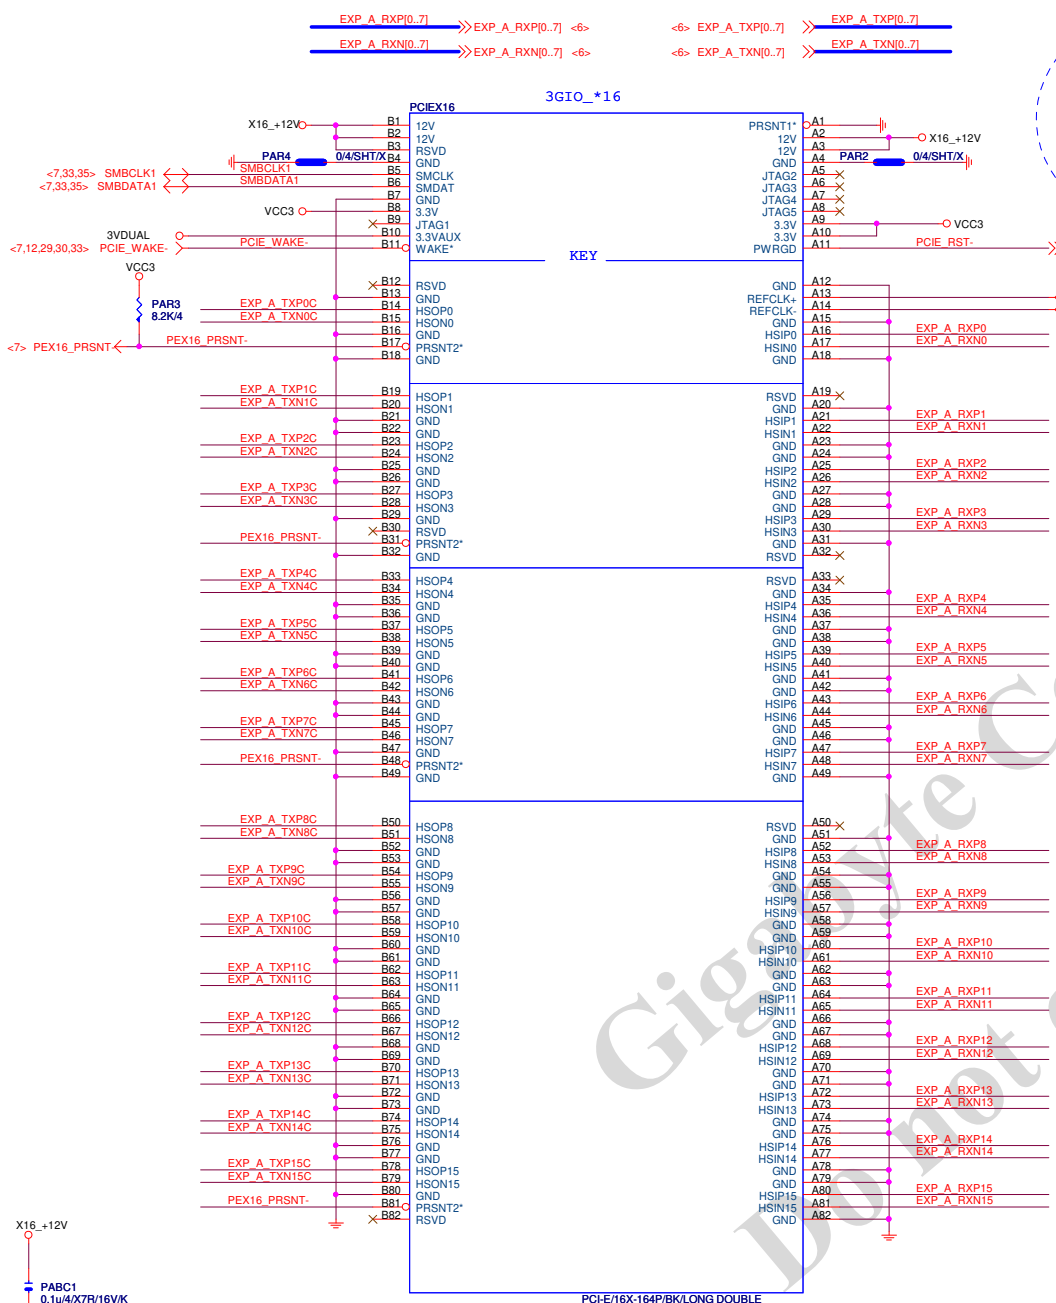 EXP_A_RXP[0..7] EXP_A_RXP[0..7] <6> <6> EXP_A_TXP[0..7] EXP_A_TXP[0..7]
EXP_A_RXN[0..7] EXP_A_RXN[0..7] <6> <6> EXP_A_TXN[0..7] EXP_A_TXN[0..7]
3GIO_*16
PCIEX16
X16_+12V B1 12V PRSNT1* A1
B2 12V 12V A2 X16_+12V
B3 RSVD 12V A3
PAR4 0/4/SHT/X B4 GND GND A4 PAR2 0/4/SHT/X
<7,33,35> SMBCLK1 SMBCLK1 B5 SMCLK JTAG2 A5
<7,33,35> SMBDATA1 SMBDATA1 B6 SMDAT JTAG3 A6
B7 GND JTAG4 A7
VCC3 B8 3.3V JTAG5 A8
B9 JTAG1 3.3V A9 VCC3
3VDUAL B10 3.3VAUX 3.3V A10
<7,12,29,30,33> PCIE_WAKE- PCIE_WAKE- B11 WAKE* PWRGD A11 PCIE_RST-
KEY
VCC3
B12 RSVD GND A12
B13 GND REFCLK+ A13
PAR3 EXP_A_TXP0C B14 HSOP0 REFCLK- A14
8.2K/4 EXP_A_TXN0C B15 HSON0 GND A15
B16 GND HSIP0 A16 EXP_A_RXP0
<7> PEX16_PRSNT- PEX16_PRSNT- B17 PRSNT2* HSIN0 A17 EXP_A_RXN0
B18 GND GND A18
EXP_A_TXP1C B19 HSOP1 RSVD A19
EXP_A_TXN1C B20 HSON1 GND A20
B21 GND HSIP1 A21 EXP_A_RXP1
B22 GND HSIN1 A22 EXP_A_RXN1
EXP_A_TXP2C B23 HSOP2 GND A23
EXP_A_TXN2C B24 HSON2 GND A24
B25 GND HSIP2 A25 EXP_A_RXP2
B26 GND HSIN2 A26 EXP_A_RXN2
EXP_A_TXP3C B27 HSOP3 GND A27
EXP_A_TXN3C B28 HSON3 GND A28
B29 GND HSIP3 A29 EXP_A_RXP3
B30 RSVD HSIN3 A30 EXP_A_RXN3
PEX16_PRSNT- B31 PRSNT2* GND A31
B32 GND RSVD A32
EXP_A_TXP4C B33 HSOP4 RSVD A33
EXP_A_TXN4C B34 HSON4 GND A34
B35 GND HSIP4 A35 EXP_A_RXP4
B36 GND HSIN4 A36 EXP_A_RXN4
EXP_A_TXP5C B37 HSOP5 GND A37
EXP_A_TXN5C B38 HSON5 GND A38
B39 GND HSIP5 A39 EXP_A_RXP5
B40 GND HSIN5 A40 EXP_A_RXN5
EXP_A_TXP6C B41 HSOP6 GND A41
EXP_A_TXN6C B42 HSON6 GND A42
B43 GND HSIP6 A43 EXP_A_RXP6
B44 GND HSIN6 A44 EXP_A_RXN6
EXP_A_TXP7C B45 HSOP7 GND A45
EXP_A_TXN7C B46 HSON7 GND A46
B47 GND HSIP7 A47 EXP_A_RXP7
PEX16_PRSNT- B48 PRSNT2* HSIN7 A48 EXP_A_RXN7
B49 GND GND A49
EXP_A_TXP8C B50 HSOP8 RSVD A50
EXP_A_TXN8C B51 HSON8 GND A51
B52 GND HSIP8 A52 EXP_A_RXP8
B53 GND HSIN8 A53 EXP_A_RXN8
EXP_A_TXP9C B54 HSOP9 GND A54
EXP_A_TXN9C B55 HSON9 GND A55
B56 GND HSIP9 A56 EXP_A_RXP9
B57 GND HSIN9 A57 EXP_A_RXN9
EXP_A_TXP10C B58 HSOP10 GND A58
EXP_A_TXN10C B59 HSON10 GND A59
B60 GND HSIP10 A60 EXP_A_RXP10
B61 GND HSIN10 A61 EXP_A_RXN10
EXP_A_TXP11C B62 HSOP11 GND A62
EXP_A_TXN11C B63 HSON11 GND A63
B64 GND HSIP11 A64 EXP_A_RXP11
B65 GND HSIN11 A65 EXP_A_RXN11
EXP_A_TXP12C B66 HSOP12 GND A66
EXP_A_TXN12C B67 HSON12 GND A67
B68 GND HSIP12 A68 EXP_A_RXP12
B69 GND HSIN12 A69 EXP_A_RXN12
EXP_A_TXP13C B70 HSOP13 GND A70
EXP_A_TXN13C B71 HSON13 GND A71
B72 GND HSIP13 A72 EXP_A_RXP13
B73 GND HSIN13 A73 EXP_A_RXN13
EXP_A_TXP14C B74 HSOP14 GND A74
EXP_A_TXN14C B75 HSON14 GND A75
B76 GND HSIP14 A76 EXP_A_RXP14
B77 GND HSIN14 A77 EXP_A_RXN14
EXP_A_TXP15C B78 HSOP15 GND A78
EXP_A_TXN15C B79 HSON15 GND A79
B80 GND HSIP15 A80 EXP_A_RXP15
PEX16_PRSNT- B81 PRSNT2* HSIN15 A81 EXP_A_RXN15
B82 RSVD GND A82
X16_+12V
PABC1
0.1u/4/X7R/16V/K
PCI-E/16X-164P/BK/LONG DOUBLE
Gigabyte
Do not